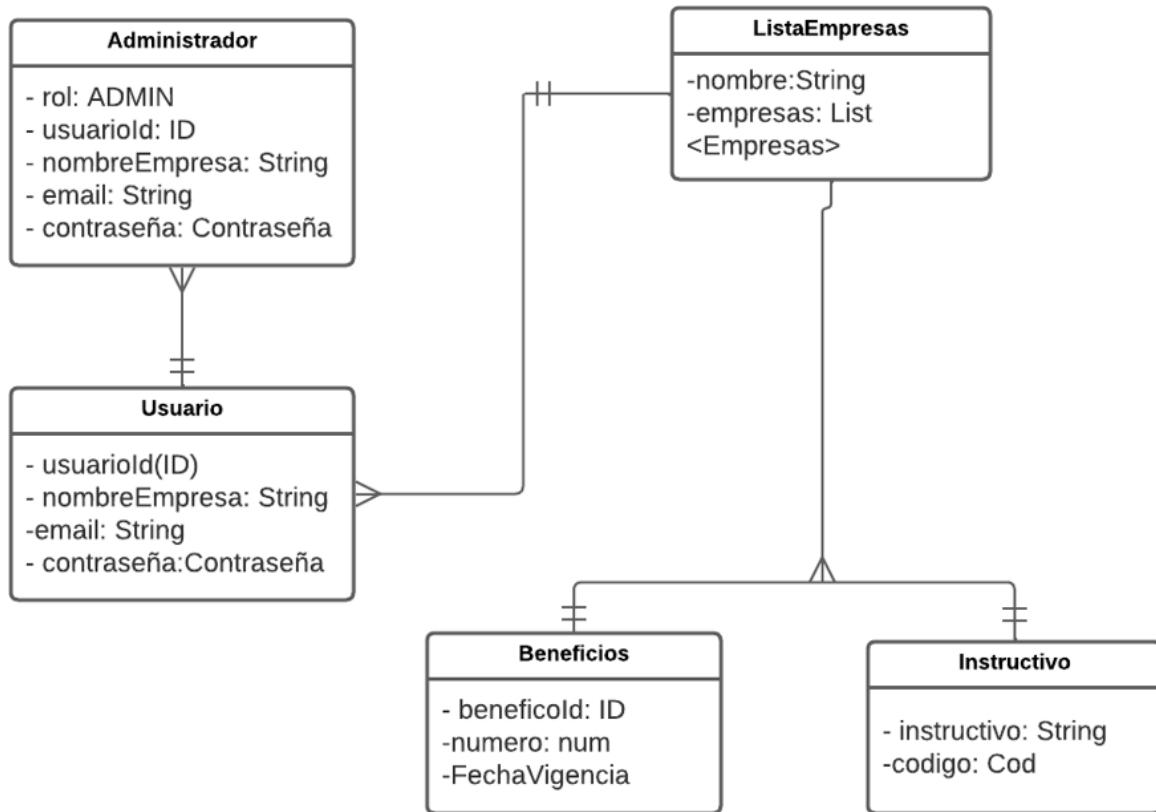 Administrador
- rol: ADMIN
- usuarioId: ID
- nombreEmpresa: String
- email: String
- contraseña: Contraseña
ListaEmpresas
-nombre:String
-empresas: List
<Empresas>
Usuario
- usuarioId(ID)
- nombreEmpresa: String
-email: String
- contraseña:Contraseña
Beneficios
- beneficoId: ID
-numero: num
-FechaVigencia
Instructivo
- instructivo: String
-codigo: Cod